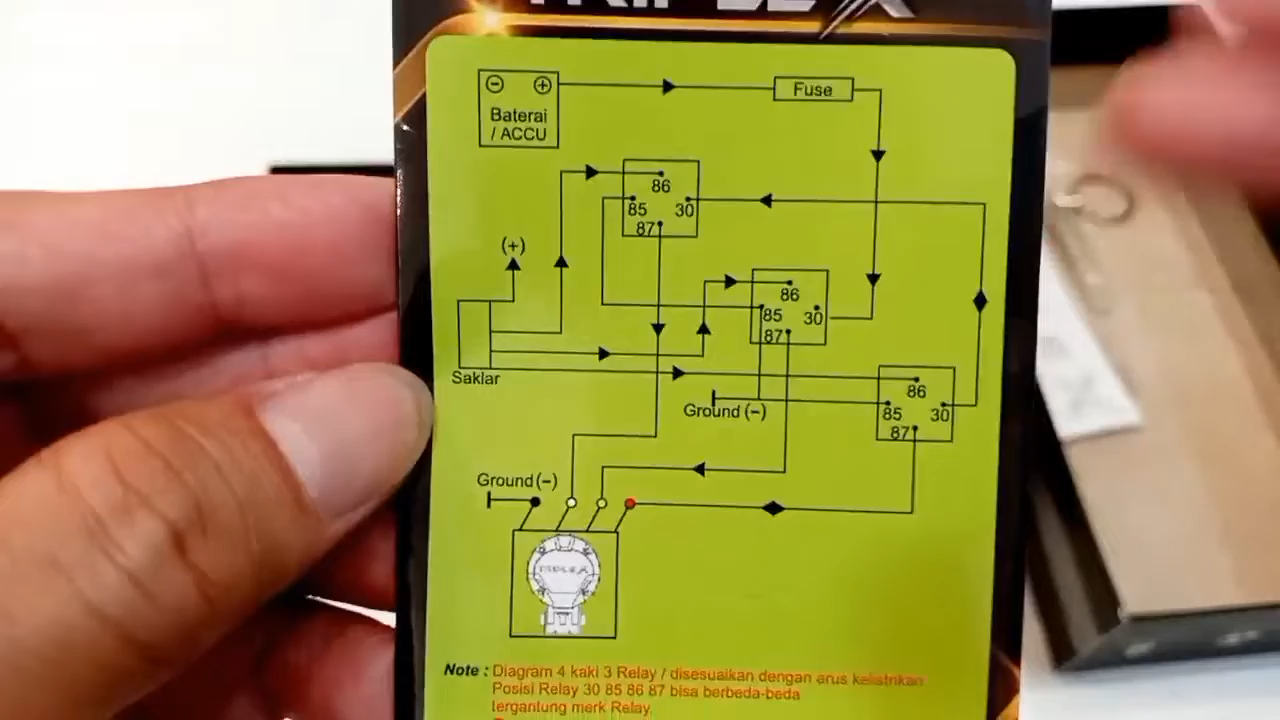 TRIPLE X
Baterai
/ ACCU
Fuse
86
85
30
87
(+)
86
85
30
87
Saklar
86
Ground (−)
85
30
87
Ground (−)
TRIPLE X
Note : Diagram 4 kaki 3 Relay / disesuaikan dengan arus kelistrikan
Posisi Relay 30 85 86 87 bisa berbeda-beda
tergantung merk Relay.